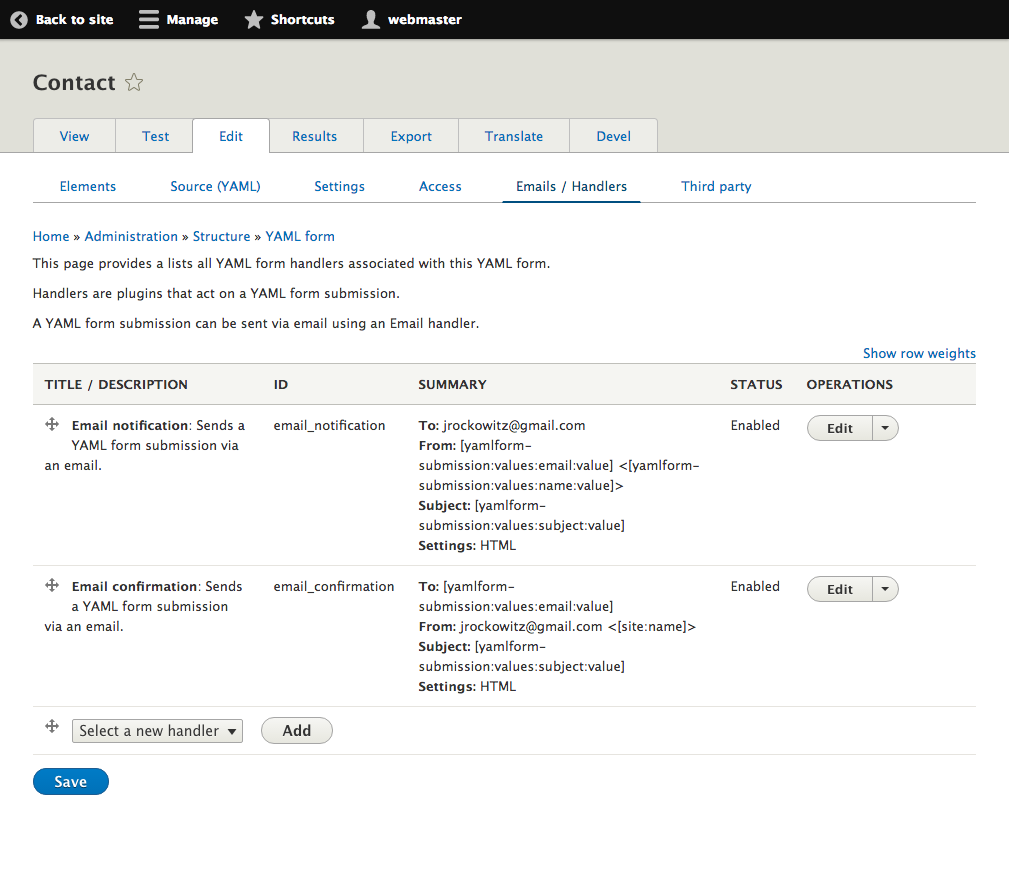 Back to site Manage Shortcuts webmaster
Contact
View Test Edit Results Export Translate Devel
Elements Source (YAML) Settings Access Emails / Handlers Third party
Home » Administration » Structure » YAML form
This page provides a lists all YAML form handlers associated with this YAML form.
Handlers are plugins that act on a YAML form submission.
A YAML form submission can be sent via email using an Email handler.
Show row weights
TITLE / DESCRIPTION ID SUMMARY STATUS OPERATIONS
Email notification: Sends a
YAML form submission via
an email.
email_notification
To: jrockowitz@gmail.com
From: [yamlform-
submission:values:email:value] <[yamlform-
submission:values:name:value]>
Subject: [yamlform-
submission:values:subject:value]
Settings: HTML
Enabled
Edit
Email confirmation: Sends
a YAML form submission
via an email.
email_confirmation
To: [yamlform-
submission:values:email:value]
From: jrockowitz@gmail.com <[site:name]>
Subject: [yamlform-
submission:values:subject:value]
Settings: HTML
Enabled
Edit
Select a new handler Add
Save